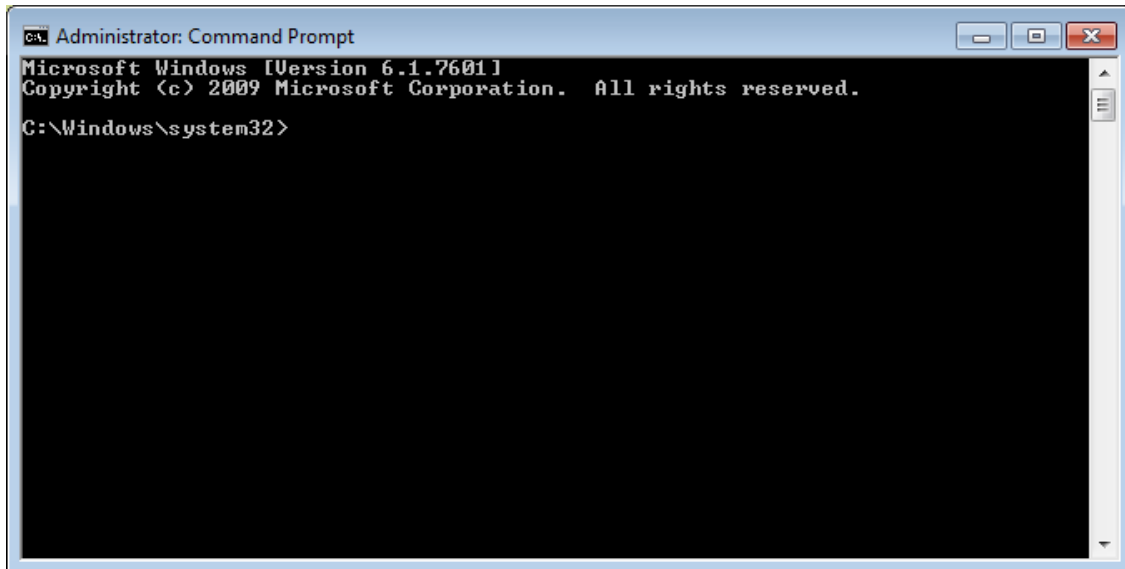 Administrator: Command Prompt
Microsoft Windows [Version 6.1.7601]
Copyright (c) 2009 Microsoft Corporation.  All rights reserved.
C:\Windows\system32>